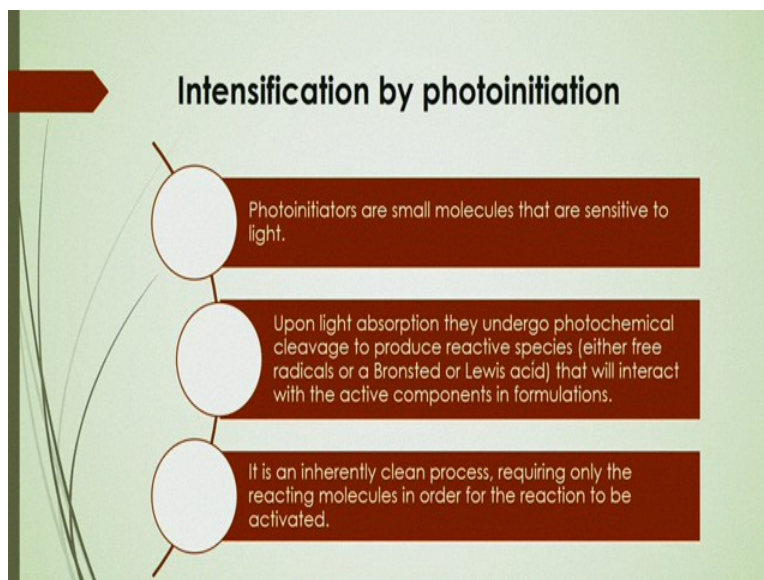 Intensification by photoinitiation
Photoinitiators are small molecules that are sensitive to
light.
Upon light absorption they undergo photochemical
cleavage to produce reactive species (either free
radicals or a Bronsted or Lewis acid) that will interact
with the active components in formulations.
It is an inherently clean process, requiring only the
reacting molecules in order for the reaction to be
activated.